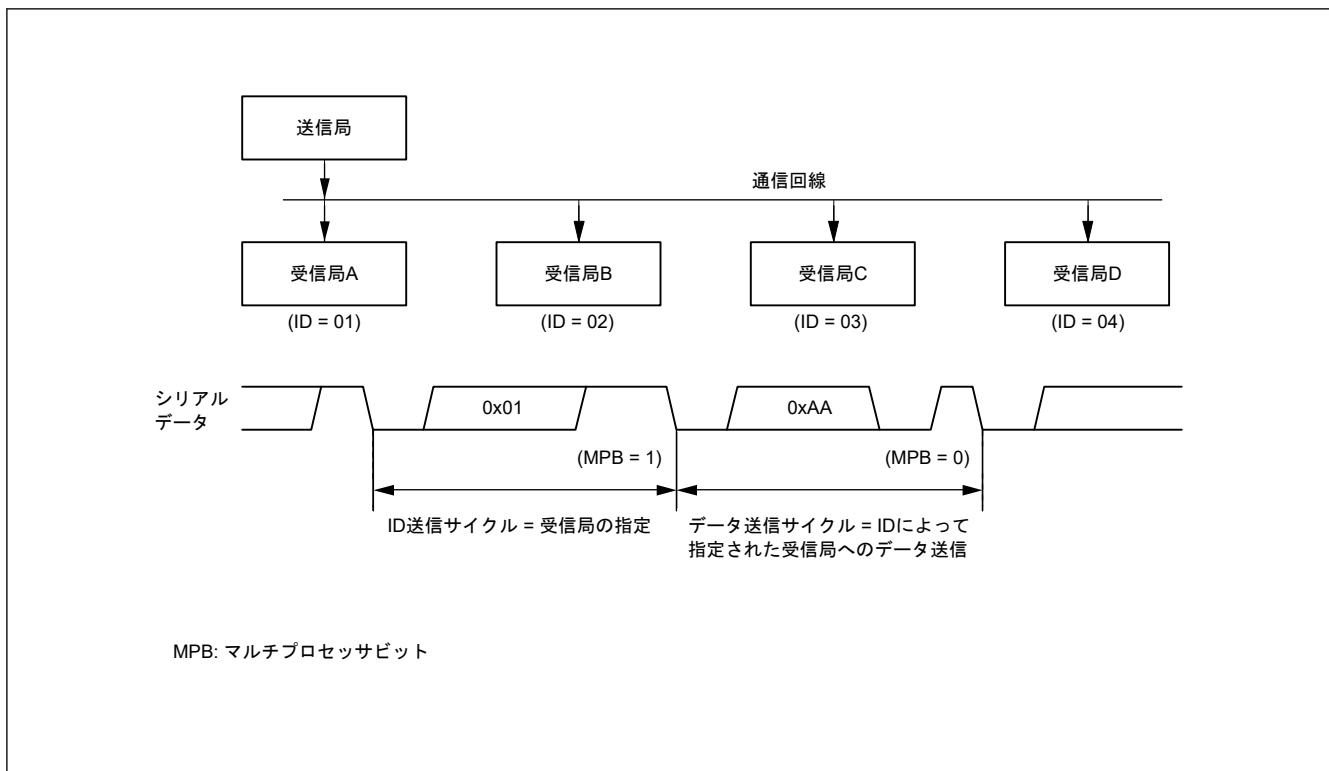 送信局
通信回線
受信局A
受信局B
受信局C
受信局D
(ID = 01)
(ID = 02)
(ID = 03)
(ID = 04)
シリアル
データ
0x01
0xAA
(MPB = 1)
(MPB = 0)
ID送信サイクル = 受信局の指定
データ送信サイクル = IDによって
指定された受信局へのデータ送信
MPB: マルチプロセッサビット